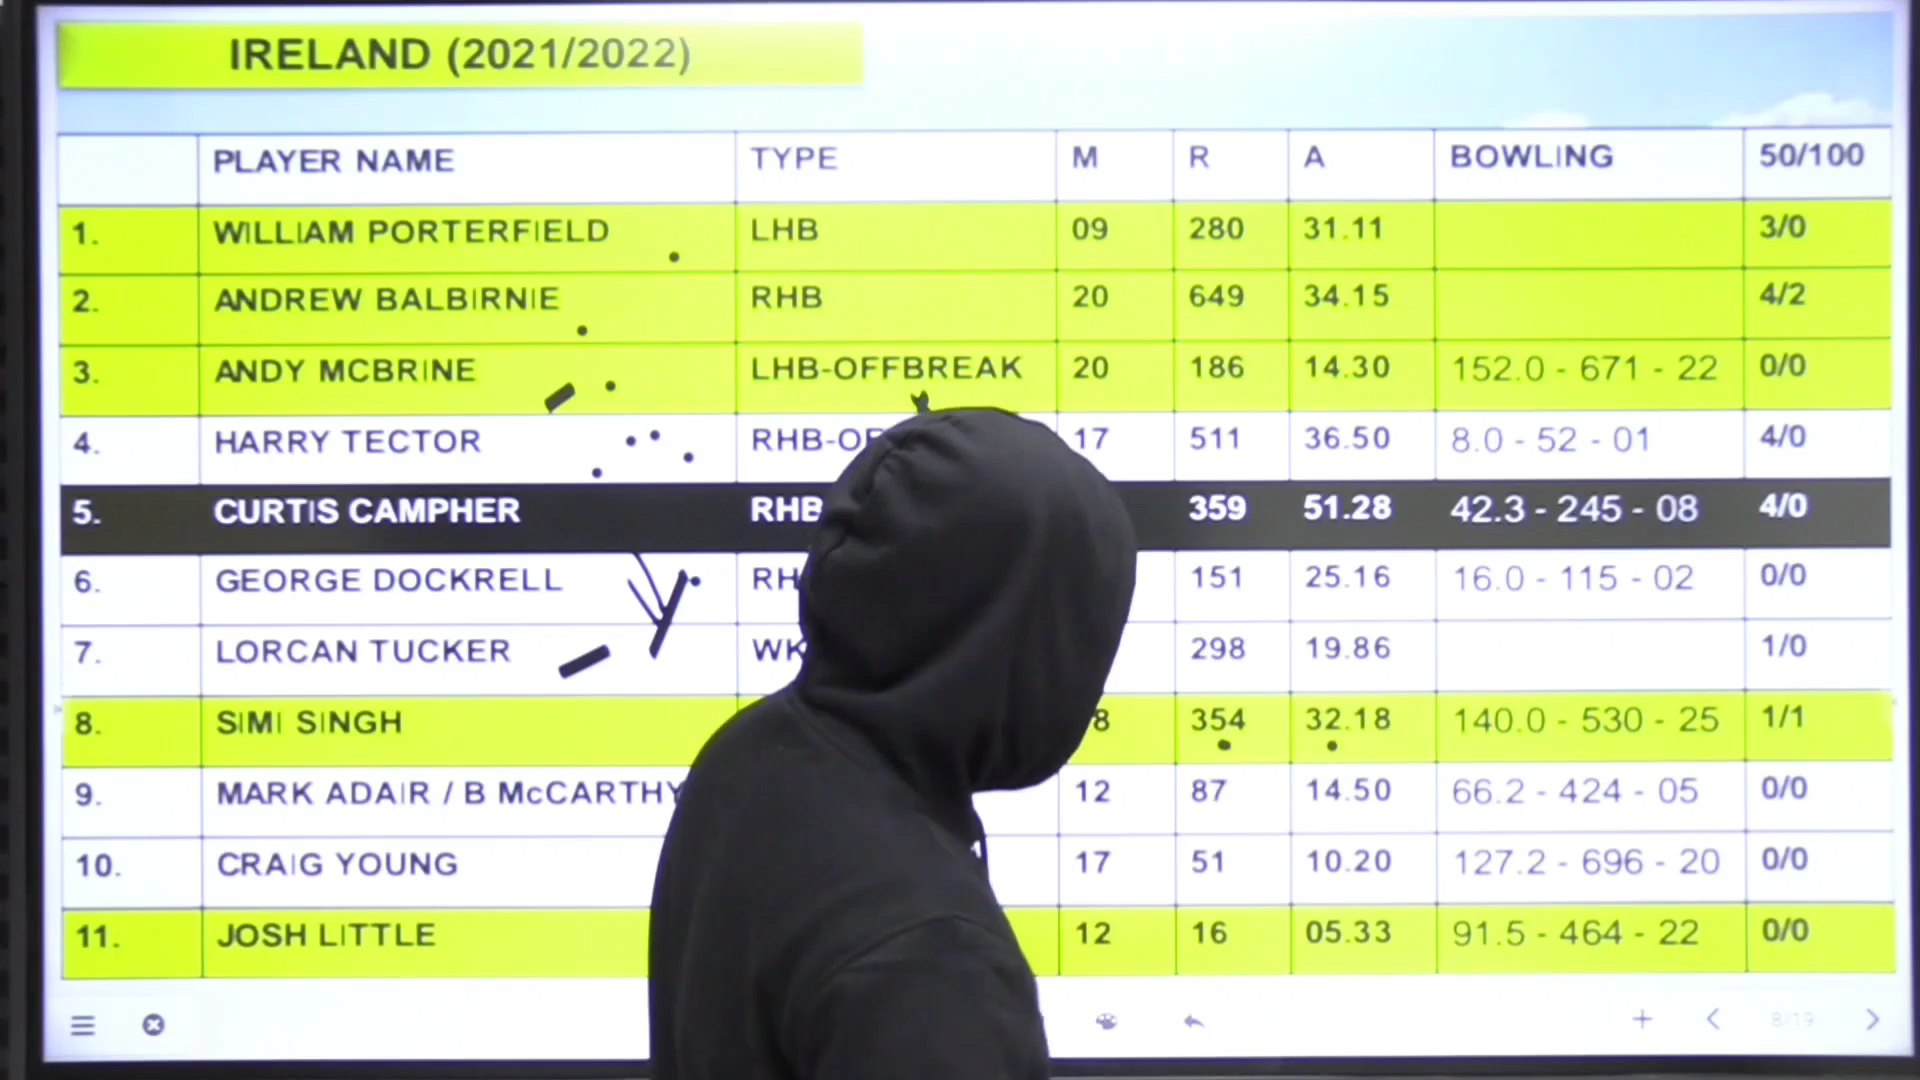 IRELAND (2021/2022)
PLAYER NAME TYPE M R A BOWLING 50/100
1. WILLIAM PORTERFIELD LHB 09 280 31.11 3/0
2. ANDREW BALBIRNIE RHB 20 649 34.15 4/2
3. ANDY MCBRINE LHB-OFFBREAK 20 186 14.30 152.0 - 671 - 22 0/0
4. HARRY TECTOR 17 511 36.50 8.0 - 52 - 01 4/0
5. CURTIS CAMPHER RHB 359 51.28 42.3 - 245 - 08 4/0
6. GEORGE DOCKRELL 151 25.16 16.0 - 115 - 02 0/0
7. LORCAN TUCKER WK 298 19.86 1/0
8. SIMI SINGH 354 32.18 140.0 - 530 - 25 1/1
9. MARK ADAIR / B McCARTHY 12 87 14.50 66.2 - 424 - 05 0/0
10. CRAIG YOUNG 17 51 10.20 127.2 - 696 - 20 0/0
11. JOSH LITTLE 12 16 05.33 91.5 - 464 - 22 0/0
8/19